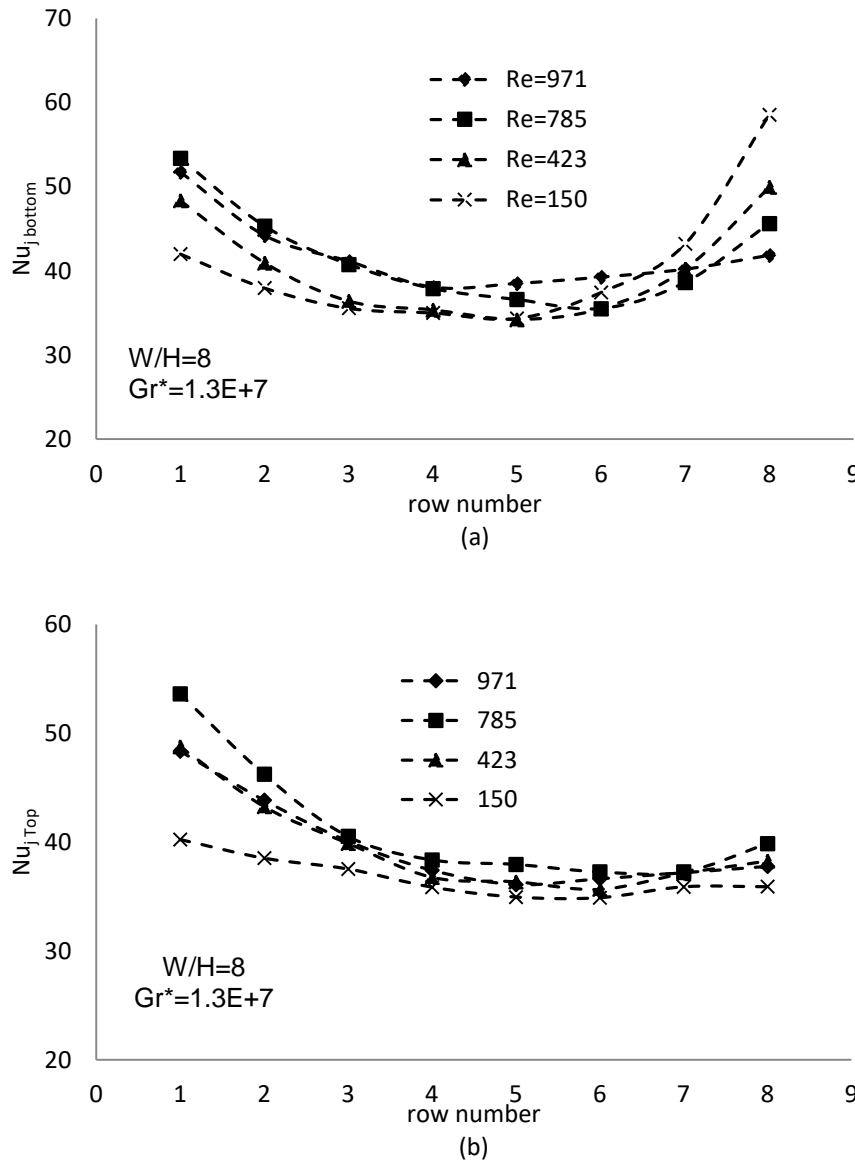 70
60
50
40
30
20
Nu j bottom
Re=971
Re=785
Re=423
Re=150
W/H=8
Gr*=1.3E+7
0 1 2 3 4 5 6 7 8 9
row number
(a)
60
50
40
30
20
Nu j Top
971
785
423
150
W/H=8
Gr*=1.3E+7
0 1 2 3 4 5 6 7 8 9
row number
(b)